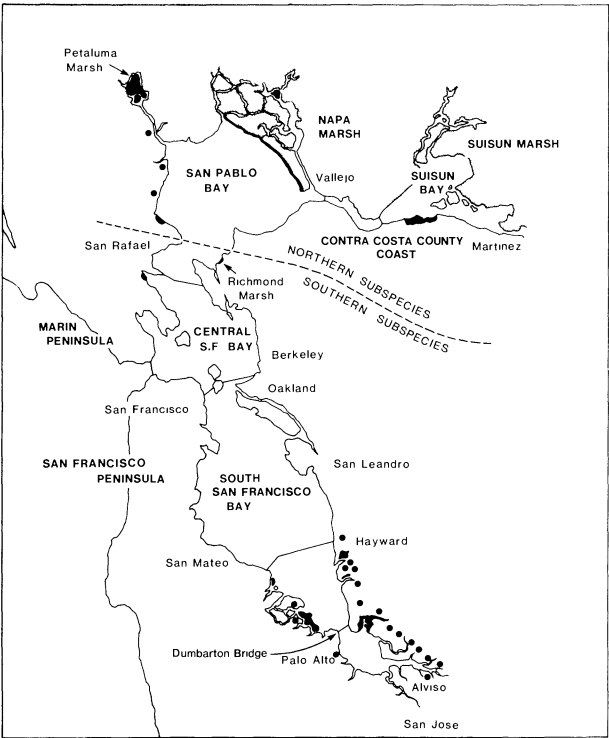 Petaluma
Marsh
NAPA
MARSH
SUISUN MARSH
SAN PABLO
BAY
Vallejo
SUISUN
BAY
San Rafael
CONTRA COSTA COUNTY
COAST
Martinez
NORTHERN SUBSPECIES
SOUTHERN SUBSPECIES
Richmond
Marsh
MARIN
PENINSULA
CENTRAL
S.F BAY
Berkeley
Oakland
San Francisco
SAN FRANCISCO
PENINSULA
SOUTH
SAN FRANCISCO
BAY
San Leandro
Hayward
San Mateo
Dumbarton Bridge
Palo Alto
Alviso
San Jose